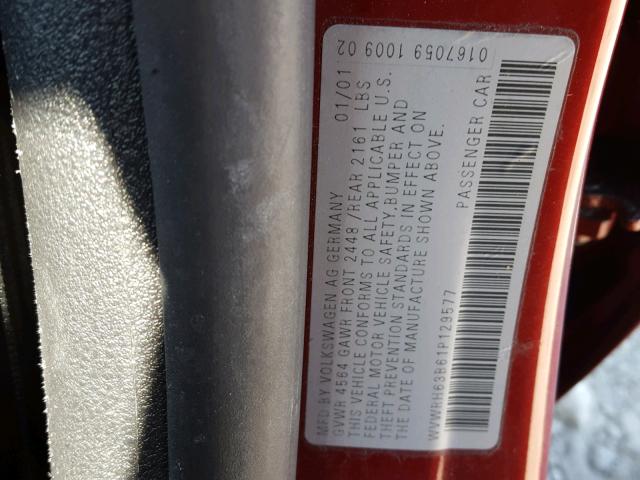 0167059 1009 02
MFD BY VOLKSWAGEN AG GERMANY 01/01
GVWR 4564 GAWR FRONT 2448 /REAR 2161 LBS
THIS VEHICLE CONFORMS TO ALL APPLICABLE U.S.
FEDERAL MOTOR VEHICLE SAFETY,BUMPER AND
THEFT PREVENTION STANDARDS IN EFFECT ON
THE DATE OF MANUFACTURE SHOWN ABOVE.
PASSENGER CAR
WVWRH63B61P129577